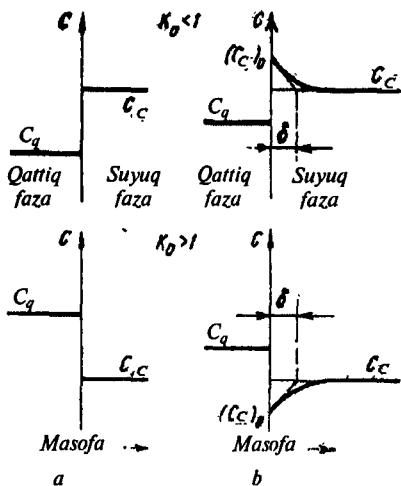 C K₀<1 C
(C_C)₀
C_C C_C
C_q C_q δ
Qattiq faza Suyuq faza Qattiq faza Suyuq faza
C K₀>1 C
C_q δ
C_q
C_C C_C
(C_C)₀
Masofa → Masofa →
a b